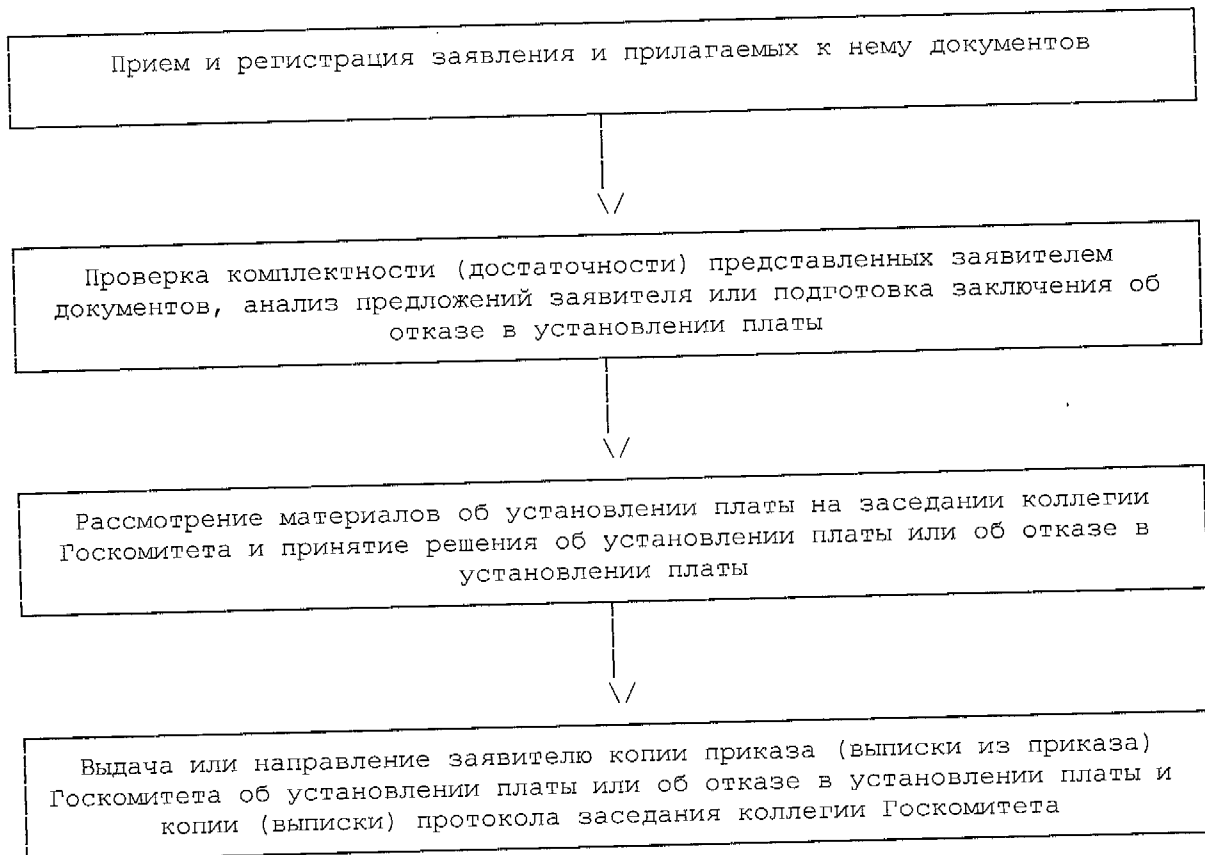 Прием и регистрация заявления и прилагаемых к нему документов
Проверка комплектности (достаточности) представленных заявителем
документов, анализ предложений заявителя или подготовка заключения об
отказе в установлении платы
Рассмотрение материалов об установлении платы на заседании коллегии
Госкомитета и принятие решения об установлении платы или об отказе в
установлении платы
Выдача или направление заявителю копии приказа (выписки из приказа)
Госкомитета об установлении платы или об отказе в установлении платы и
копии (выписки) протокола заседания коллегии Госкомитета